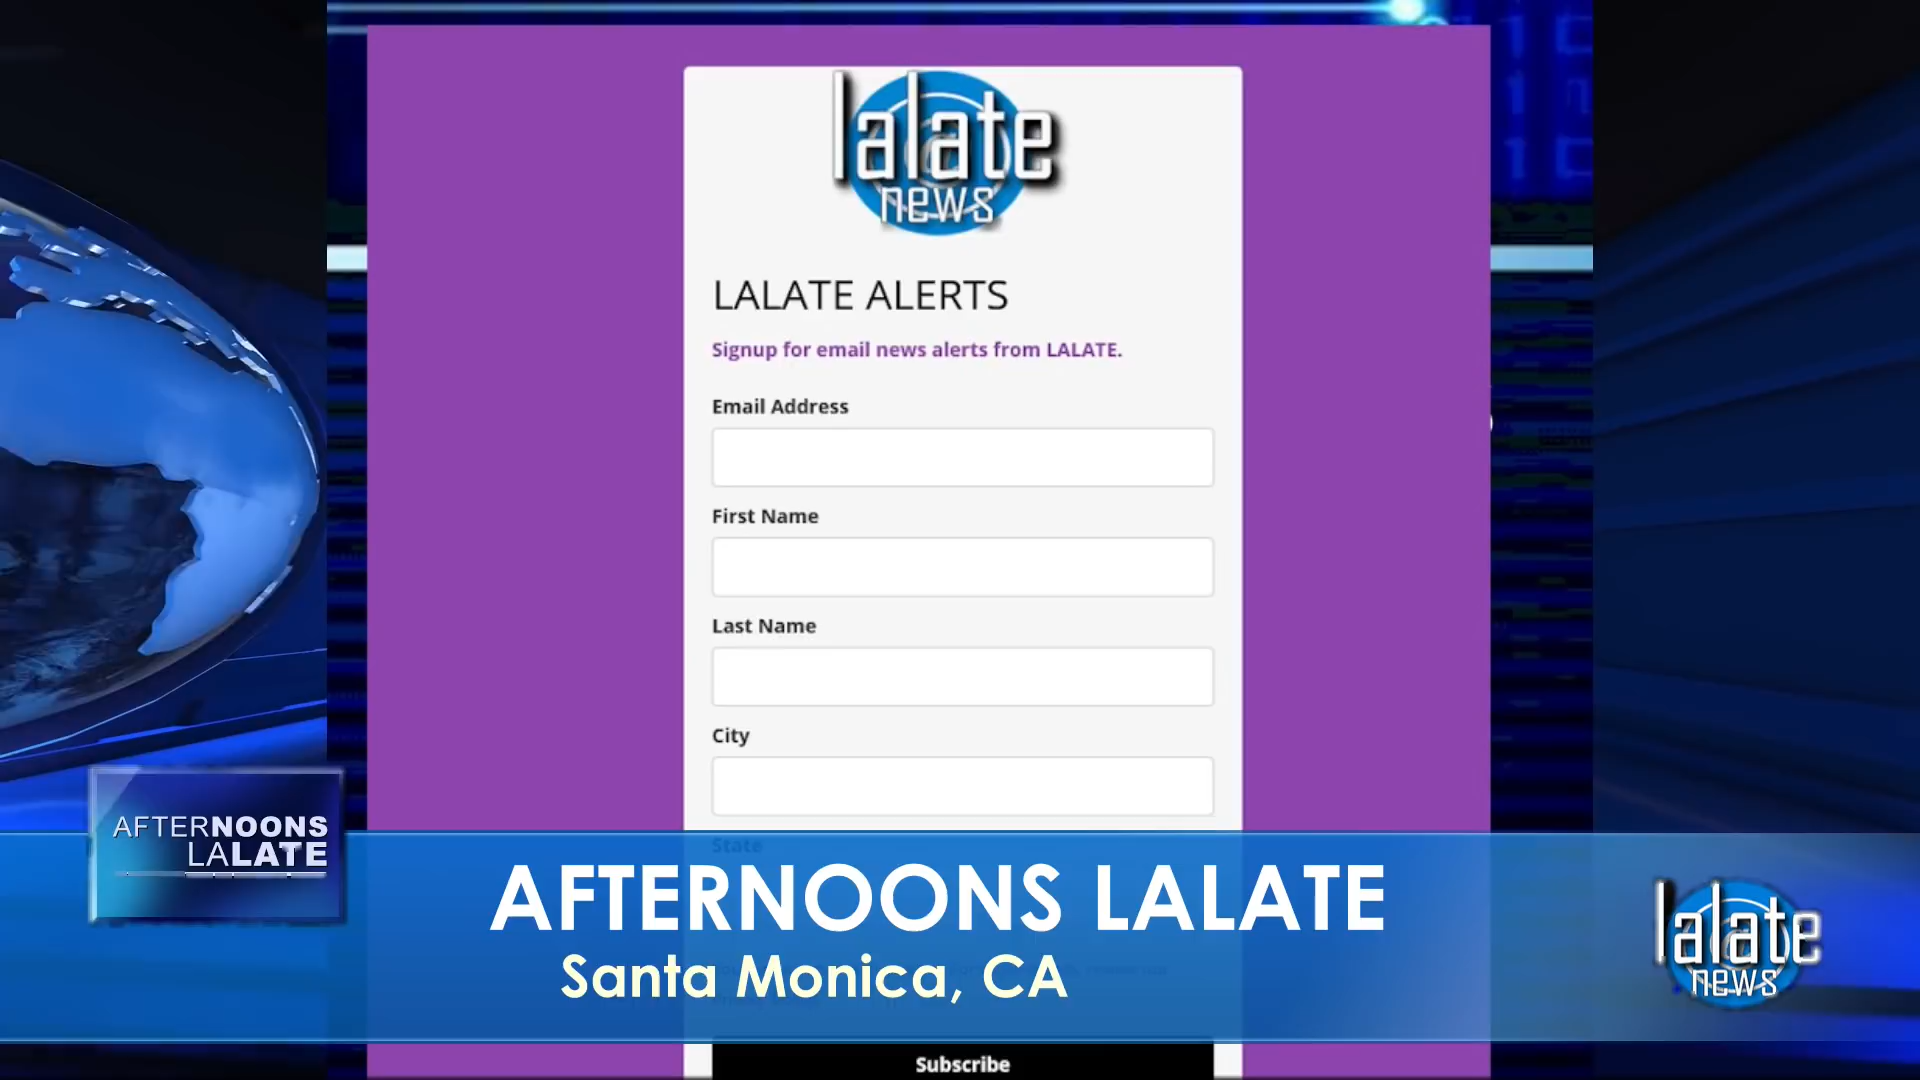 lalate
news
LALATE ALERTS
Signup for email news alerts from LALATE.
Email Address
First Name
Last Name
City
State
AFTERNOONS
LALATE
AFTERNOONS LALATE
Santa Monica, CA
lalate
news
Subscribe